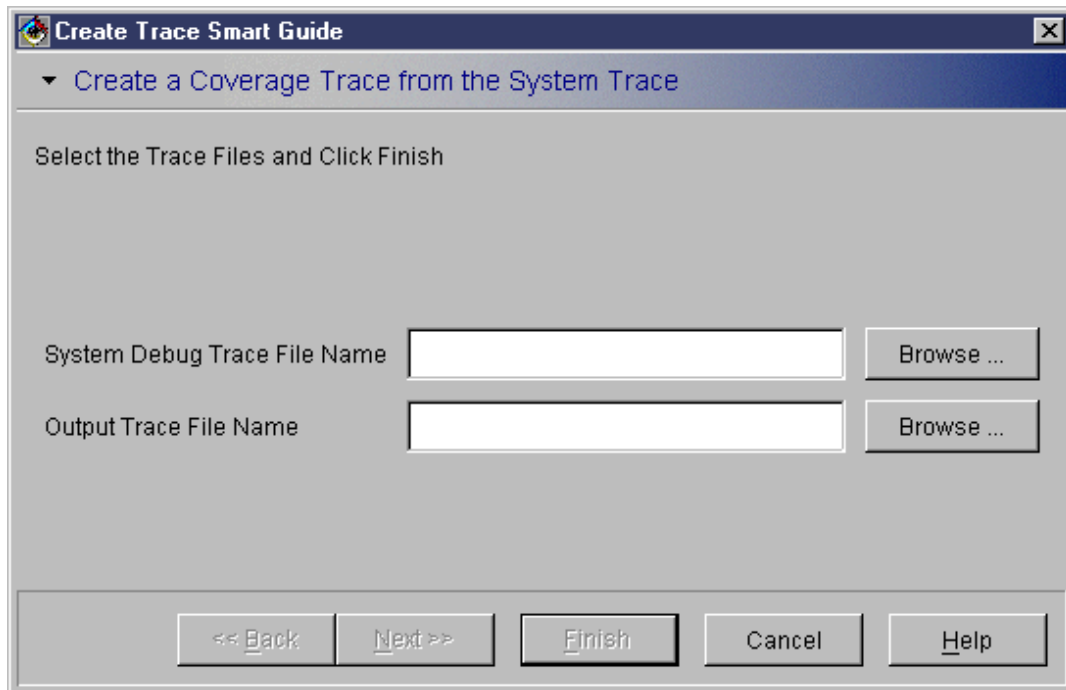 Create Trace Smart Guide
Create a Coverage Trace from the System Trace
Select the Trace Files and Click Finish
System Debug Trace File Name
Browse ...
Output Trace File Name
Browse ...
<< Back
Next >>
Finish
Cancel
Help